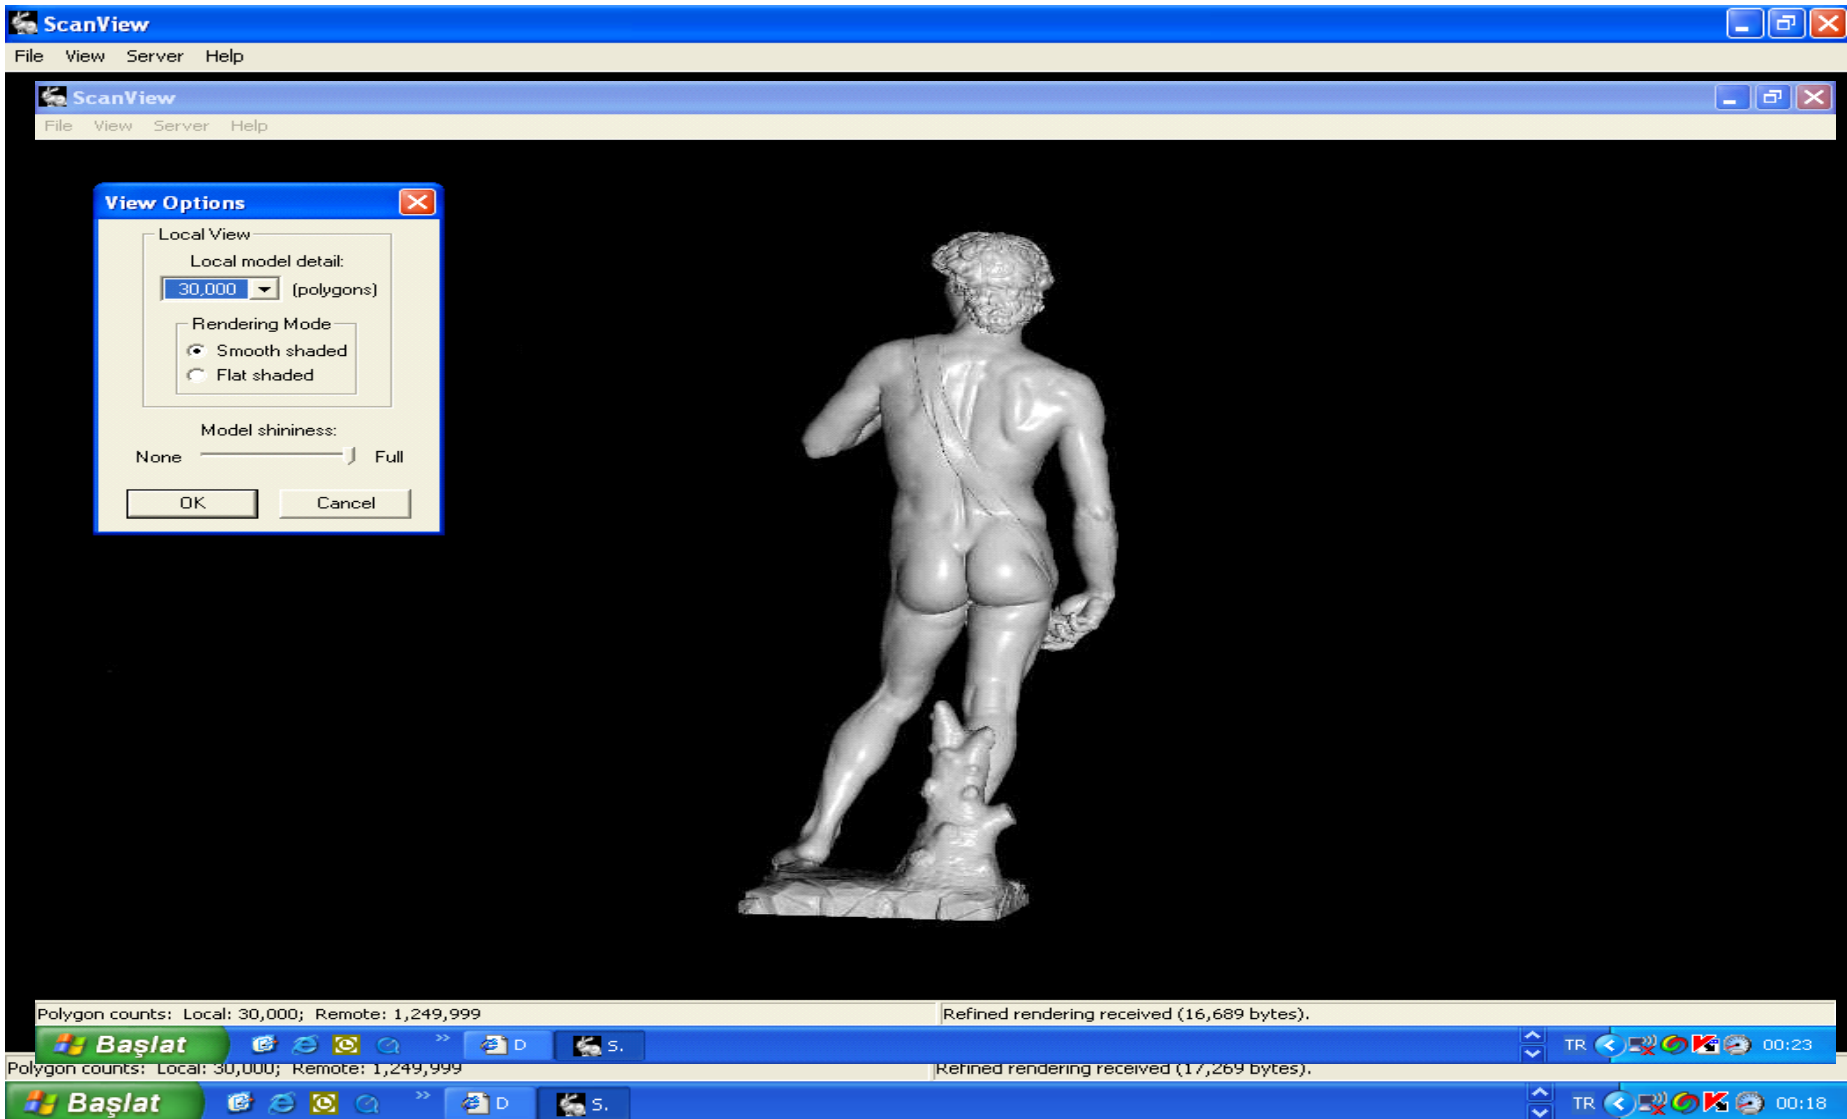 ScanView
File View Server Help
ScanView
File View Server Help
View Options
Local View
Local model detail:
30,000 (polygons)
Rendering Mode
Smooth shaded
Flat shaded
Model shininess:
None Full
OK Cancel
Polygon counts: Local: 30,000; Remote: 1,249,999 Refined rendering received (16,689 bytes).
Başlat » D S. TR 00:23
Polygon counts: Local: 30,000; Remote: 1,249,999 Refined rendering received (17,269 bytes).
Başlat » D S. TR 00:18